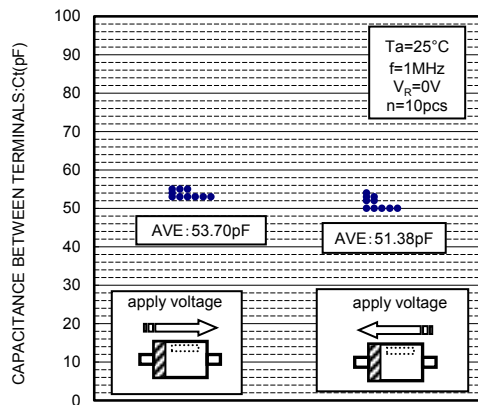 CAPACITANCE BETWEEN TERMINALS:Ct(pF)
100
90
80
70
60
50
40
30
20
10
0
Ta=25°C
f=1MHz
VR=0V
n=10pcs
AVE:53.70pF
AVE:51.38pF
apply voltage
apply voltage